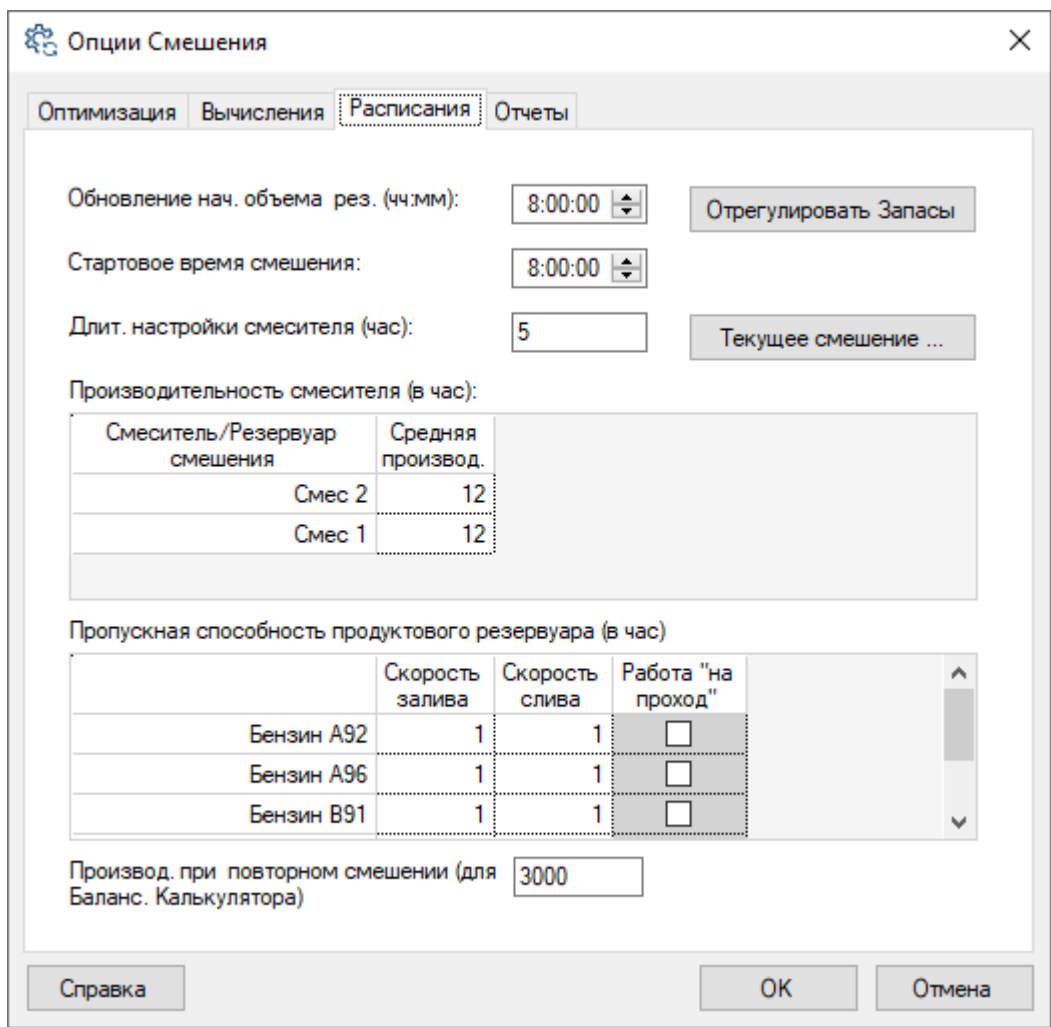 Опции Смешения
Оптимизация Вычисления Расписания Отчеты
Обновление нач. объема рез. (чч:мм): 8:00:00 Отрегулировать Запасы
Стартовое время смешения: 8:00:00
Длит. настройки смесителя (час): 5 Текущее смешение ...
Производительность смесителя (в час):
Смеситель/Резервуар Средняя
смешения производ.
Смес 2 12
Смес 1 12
Пропускная способность продуктового резервуара (в час)
Скорость Скорость Работа "на
залива слива проход"
Бензин А92 1 1
Бензин А96 1 1
Бензин В91 1 1
Производ. при повторном смешении (для 3000
Баланс. Калькулятора)
Справка OK Отмена